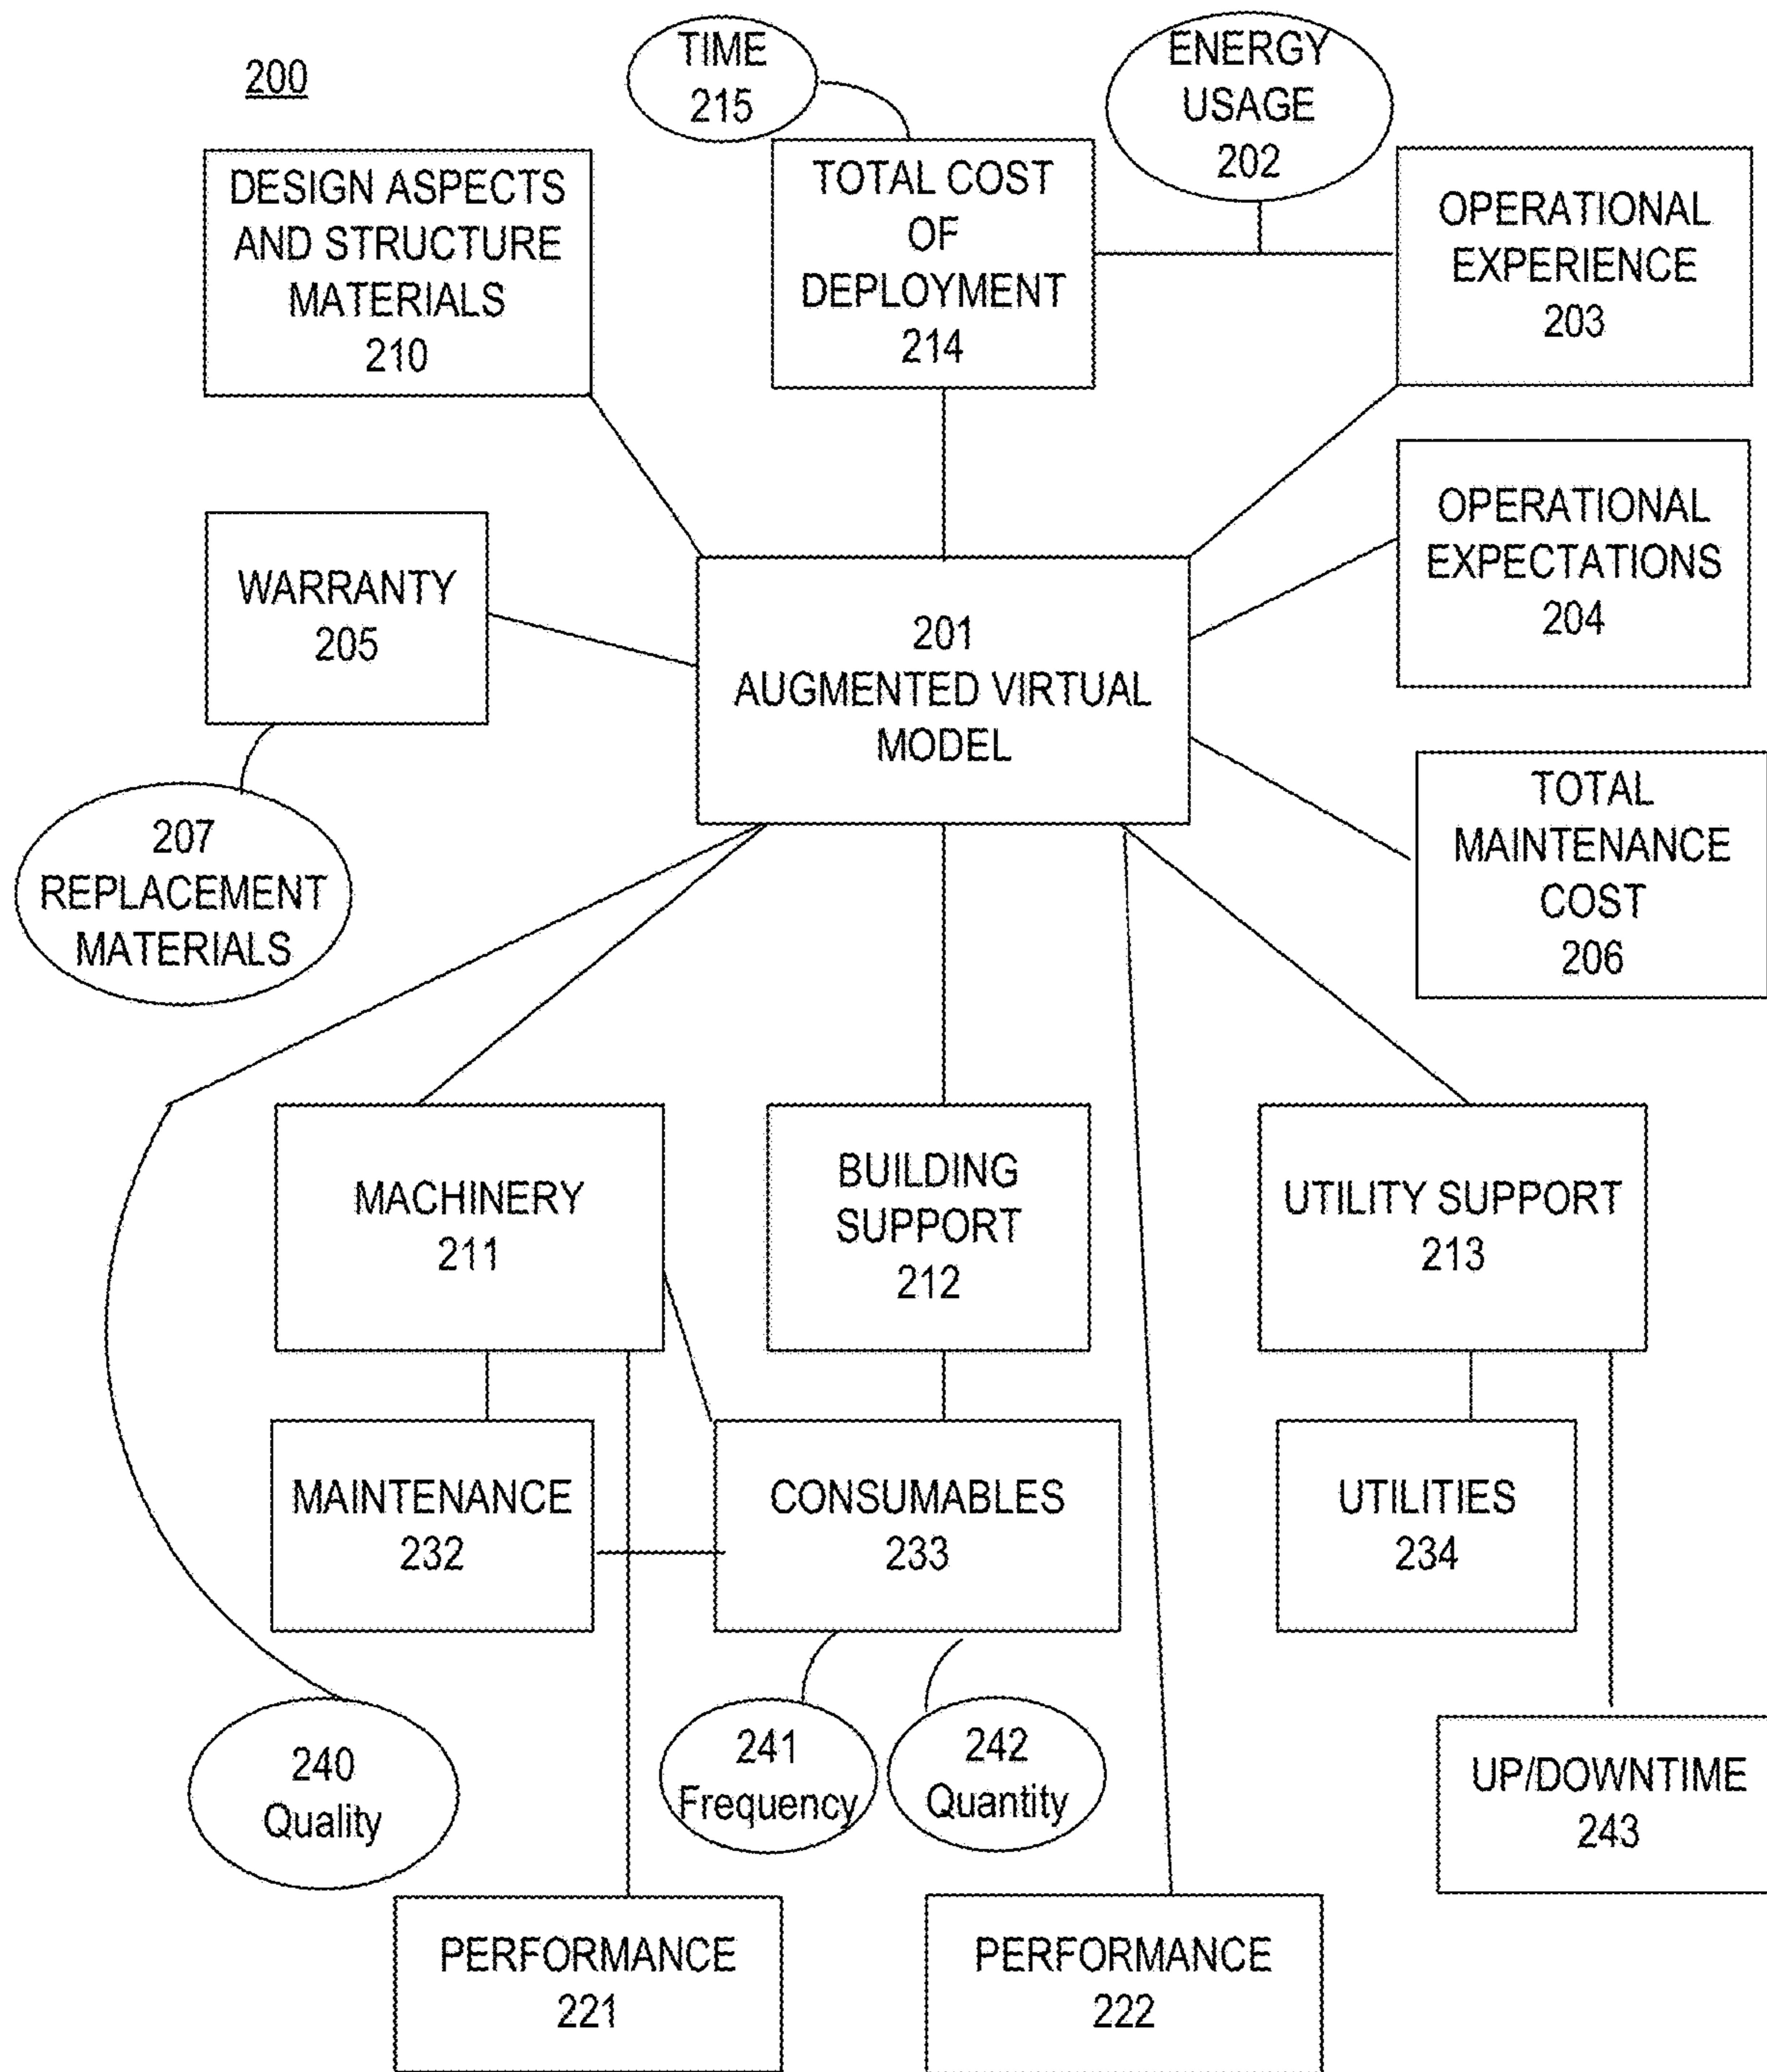 200
TIME
215
ENERGY
USAGE
202
DESIGN ASPECTS
AND STRUCTURE
MATERIALS
210
TOTAL COST
OF
DEPLOYMENT
214
OPERATIONAL
EXPERIENCE
203
OPERATIONAL
EXPECTATIONS
204
WARRANTY
205
201
AUGMENTED VIRTUAL
MODEL
TOTAL
MAINTENANCE
COST
206
207
REPLACEMENT
MATERIALS
MACHINERY
211
BUILDING
SUPPORT
212
UTILITY SUPPORT
213
MAINTENANCE
232
CONSUMABLES
233
UTILITIES
234
240
Quality
241
Frequency
242
Quantity
UP/DOWNTIME
243
PERFORMANCE
221
PERFORMANCE
222